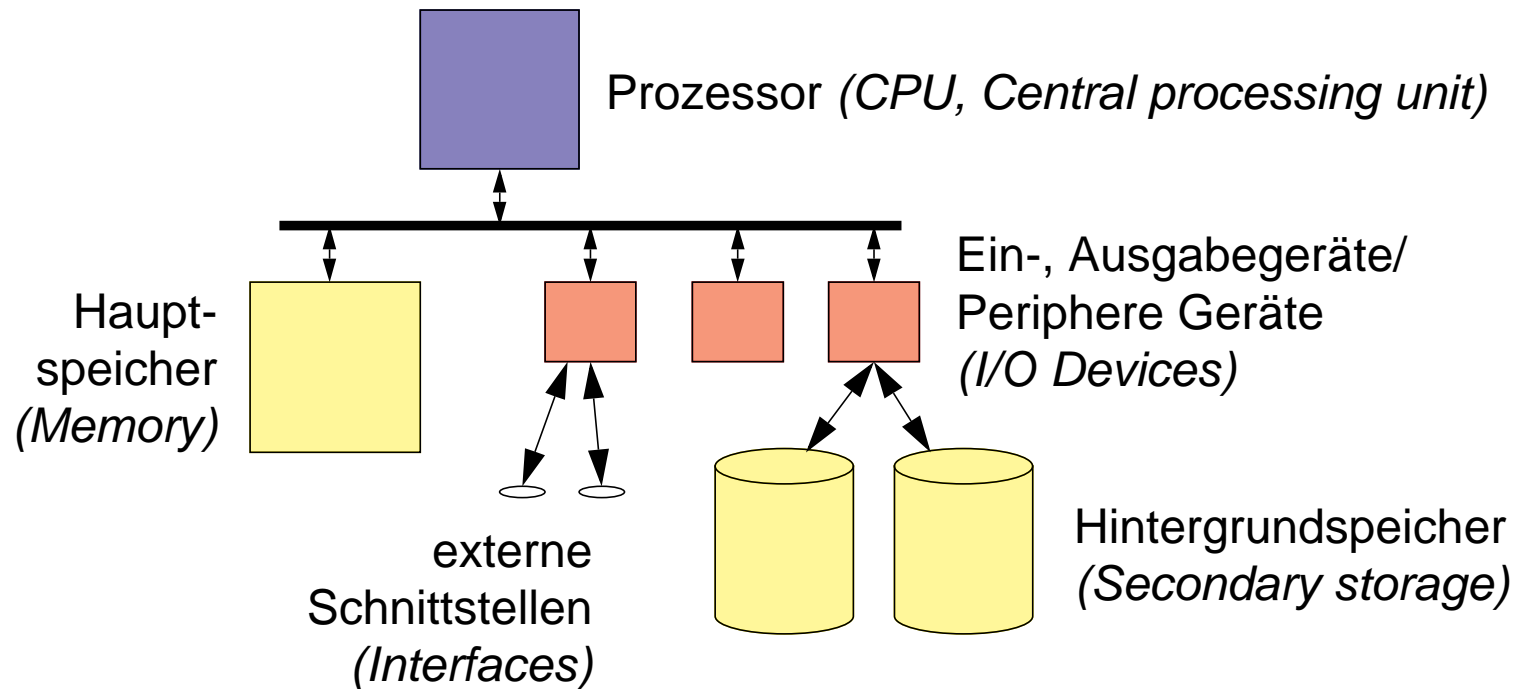 Prozessor (CPU, Central processing unit)
Ein-, Ausgabegeräte/
Periphere Geräte
(I/O Devices)
Haupt-
speicher
(Memory)
externe
Schnittstellen
(Interfaces)
Hintergrundspeicher
(Secondary storage)